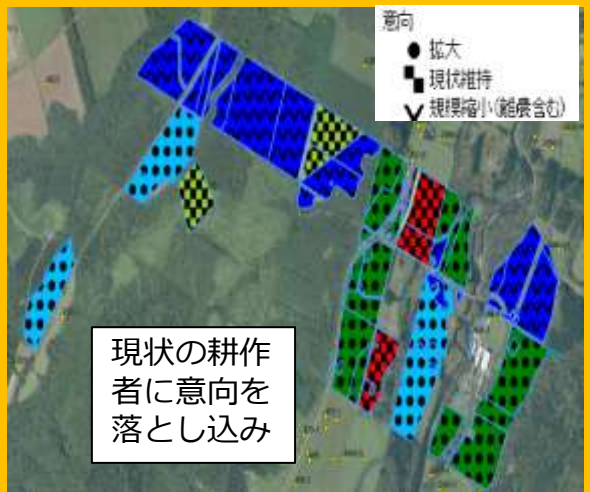 意向
拡大
現状維持
規模縮小(離農含む)
現状の耕作
者に意向を
落とし込み